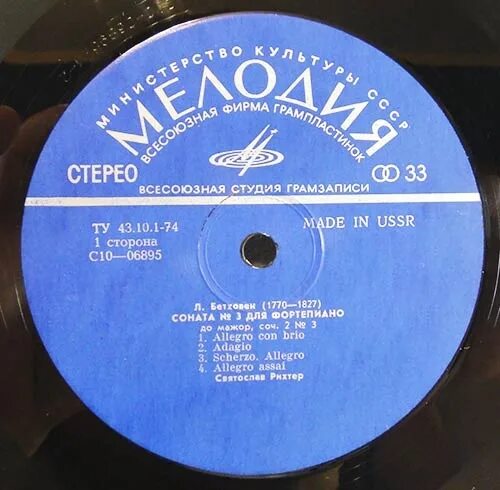 МИНИСТЕРСТВО КУЛЬТУРЫ СССР
МЕЛОДИЯ
ВСЕСОЮЗНАЯ ФИРМА ГРАМПЛАСТИНОК
СТЕРЕО 33
ВСЕСОЮЗНАЯ СТУДИЯ ГРАМЗАПИСИ
ТУ 43.10.1-74 MADE IN USSR
1 сторона
С10—06895
Л. Бетховен (1770—1827)
СОНАТА № 3 ДЛЯ ФОРТЕПИАНО
до мажор, соч. 2 № 3
1. Allegro con brio
2. Adagio
3. Scherzo. Allegro
4. Allegro assai
Святослав Рихтер